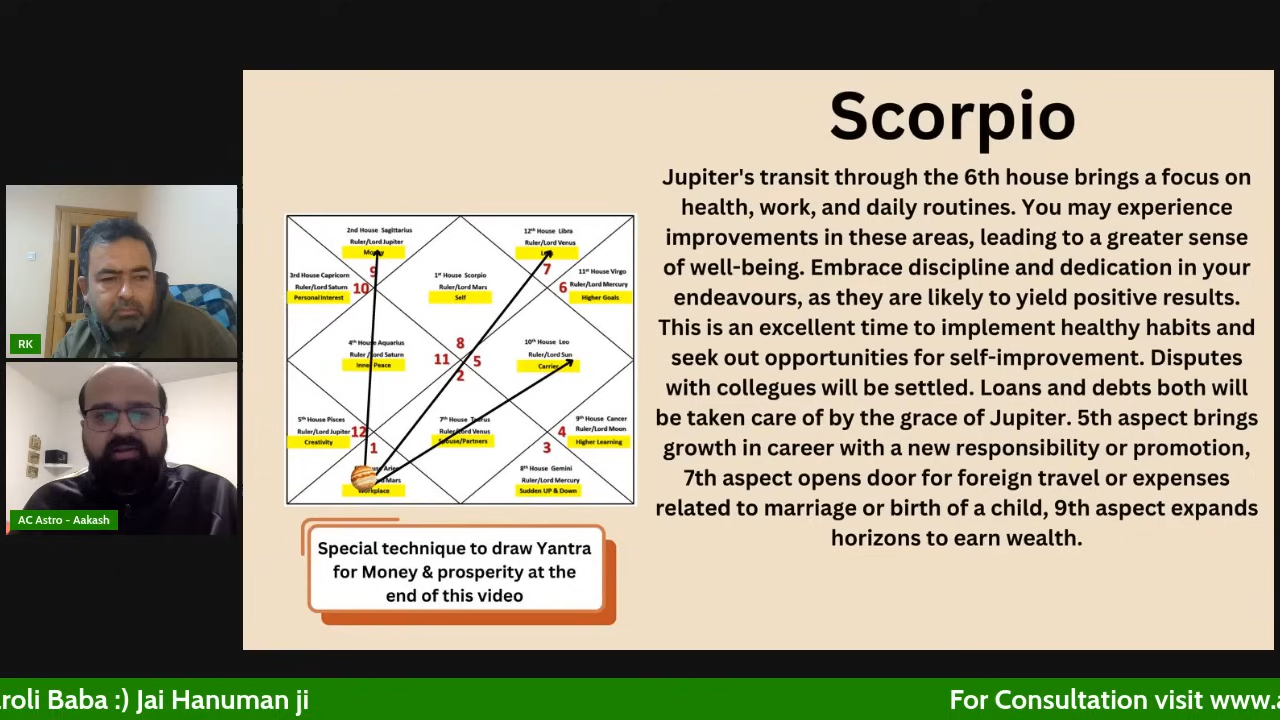 Scorpio
Jupiter's transit through the 6th house brings a focus on
health, work, and daily routines. You may experience
improvements in these areas, leading to a greater sense
of well-being. Embrace discipline and dedication in your
endeavours, as they are likely to yield positive results.
This is an excellent time to implement healthy habits and
seek out opportunities for self-improvement. Disputes
with collegues will be settled. Loans and debts both will
be taken care of by the grace of Jupiter. 5th aspect brings
growth in career with a new responsibility or promotion,
7th aspect opens door for foreign travel or expenses
related to marriage or birth of a child, 9th aspect expands
horizons to earn wealth.
2nd House Sagittarius
Ruler/Lord Jupiter
9
12th House Libra
Ruler/Lord Venus
7
3rd House Capricorn
Ruler/Lord Saturn
Personal Interest
10
1st House Scorpio
Ruler/Lord Mars
Self
11th House Virgo
Ruler/Lord Mercury
Higher Goals
6
4th House Aquarius
Ruler/Lord Saturn
Inner Peace
8
11
5
2
10th House Leo
Ruler/Lord Sun
Carrier
5th House Pisces
Ruler/Lord Jupiter
Creativity
12
1
7th House Taurus
Ruler/Lord Venus
Spouse/Partners
9th House Cancer
Ruler/Lord Moon
Higher Learning
4
3
Aries
Mars
Workplace
8th House Gemini
Ruler/Lord Mercury
Sudden UP & Down
Special technique to draw Yantra
for Money & prosperity at the
end of this video
RK
AC Astro - Aakash
roli Baba :) Jai Hanuman ji
For Consultation visit www.